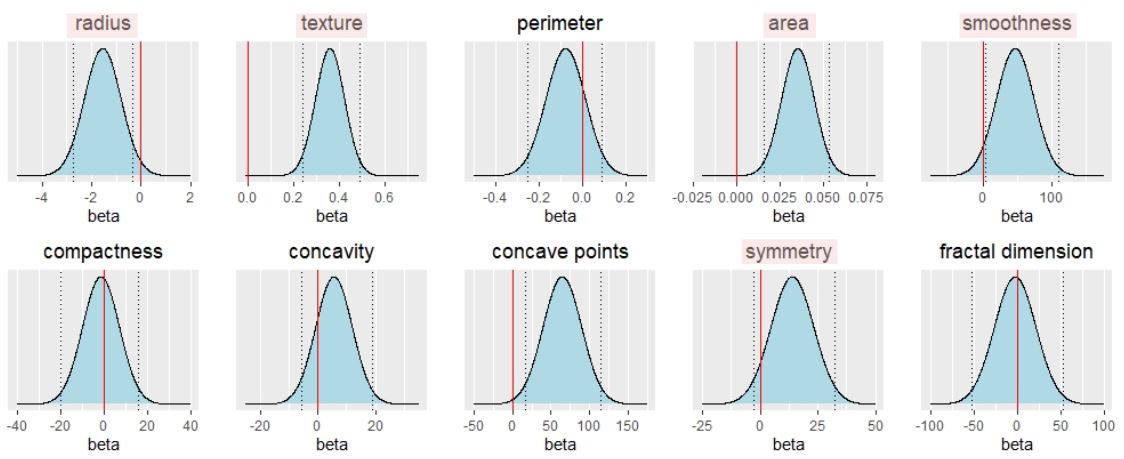 radius texture perimeter area smoothness
-4 -2 0 2 0.0 0.2 0.4 0.6 -0.4 -0.2 0.0 0.2 -0.025 0.000 0.025 0.050 0.075 0 100
beta beta beta beta beta
compactness concavity concave points symmetry fractal dimension
-40 -20 0 20 40 -20 0 20 -50 0 50 100 150 -25 0 25 50 -100 -50 0 50 100
beta beta beta beta beta